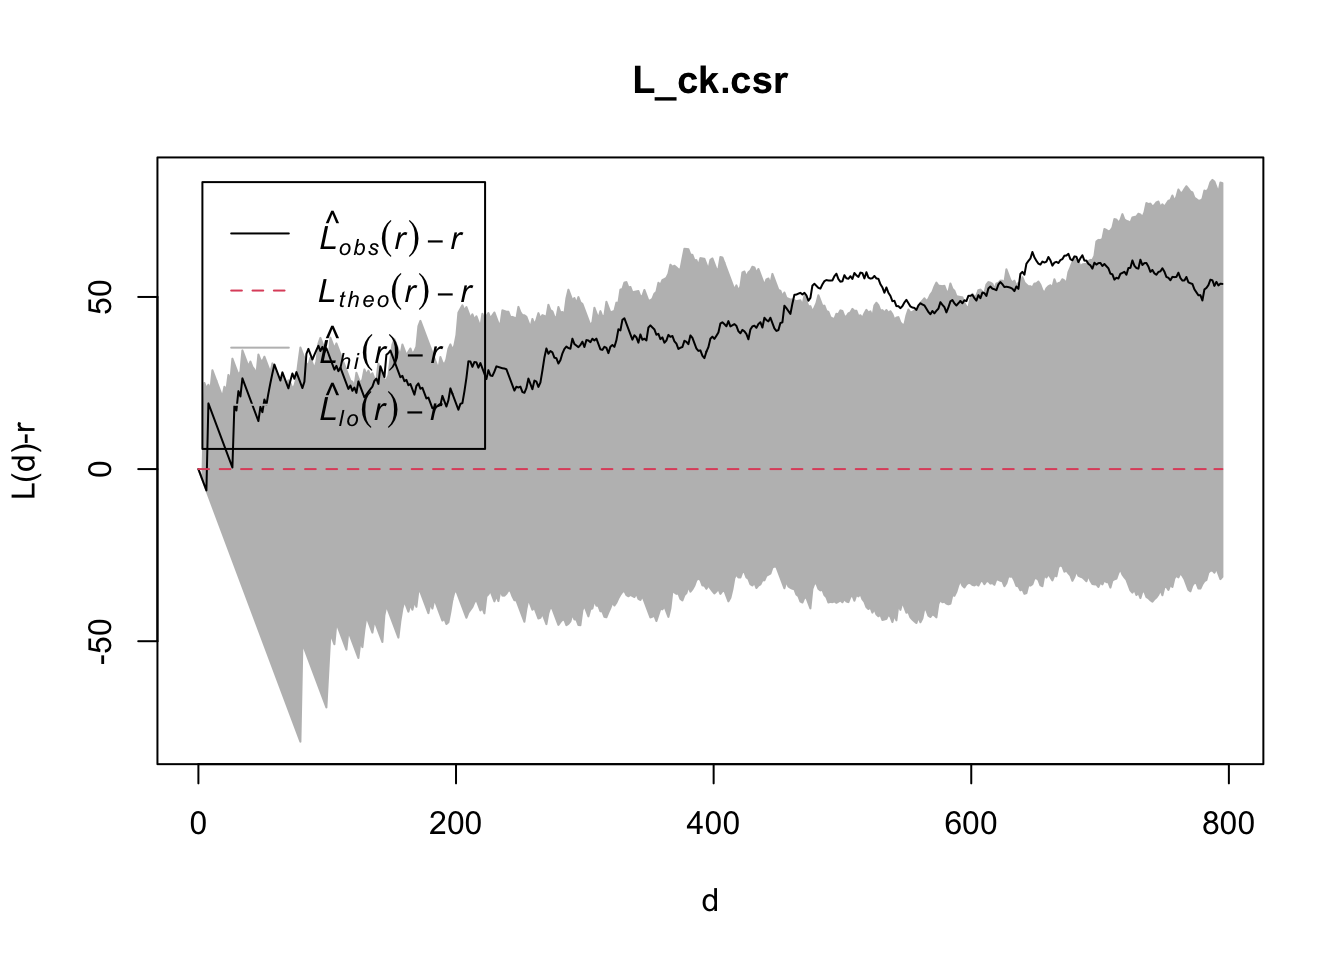 L_ck.csr
L̂obs(r) − r
Ltheo(r) − r
L̂hi(r) − r
L̂lo(r) − r
50
0
-50
L(d)-r
0 200 400 600 800
d